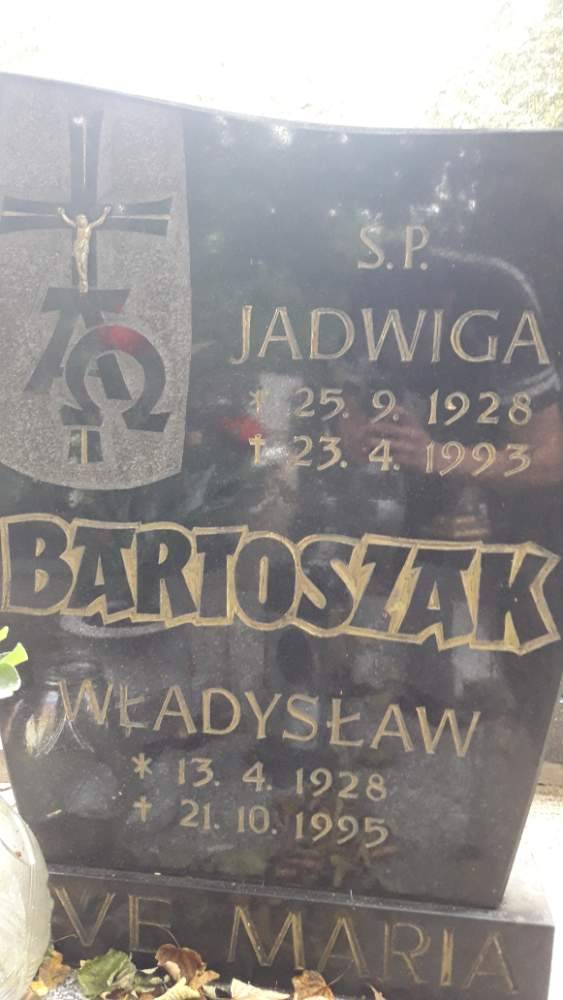 Ś.P.
JADWIGA
* 25. 9. 1928
† 23. 4. 1993
BARTOSZAK
WŁADYSŁAW
* 13. 4. 1928
† 21. 10. 1995
VE MARIA